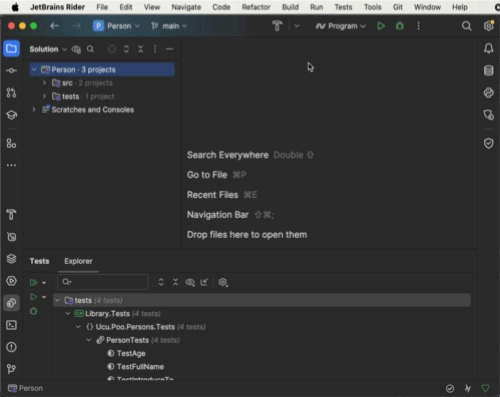 JetBrains Rider File Edit View Navigate Code Refactor Build Run Tests Tools Git Window Help
P Person main Program
Solution
Person · 3 projects
src · 2 projects
tests · 1 project
Scratches and Consoles
Search Everywhere Double ⇧
Go to File ⌘P
Recent Files ⌘E
Navigation Bar ⇧⌘;
Drop files here to open them
Tests Explorer
tests (4 tests)
Library.Tests (4 tests)
{} Ucu.Poo.Persons.Tests (4 tests)
PersonTests (4 tests)
TestAge
TestFullName
TestIntroduceTo
Person